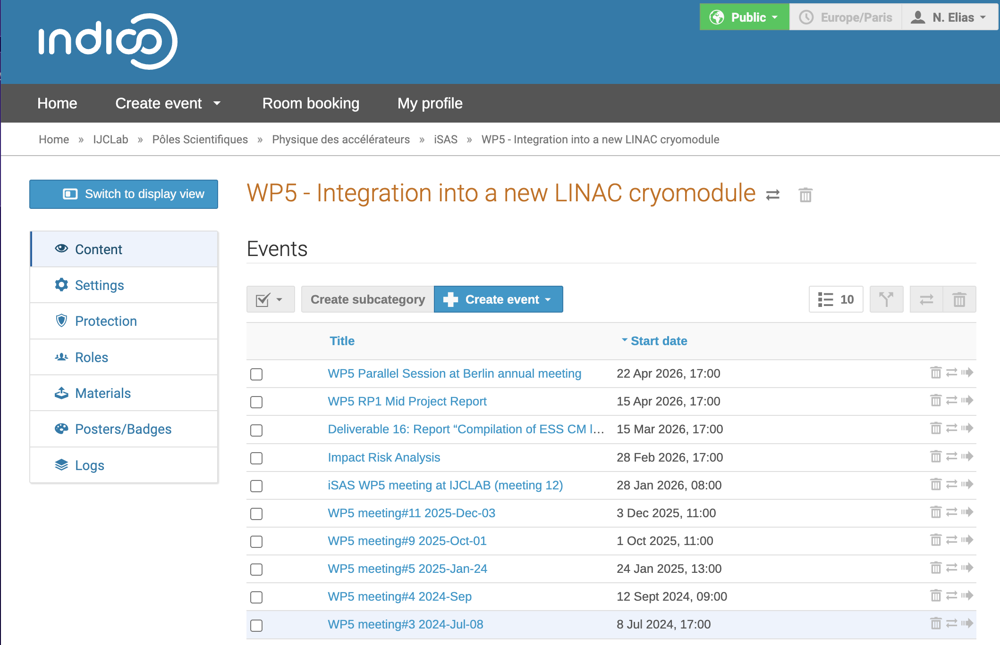 indico
Public
Europe/Paris
N. Elias
Home
Create event
Room booking
My profile
Home » IJCLab » Pôles Scientifiques » Physique des accélérateurs » iSAS » WP5 - Integration into a new LINAC cryomodule
Switch to display view
Content
Settings
Protection
Roles
Materials
Posters/Badges
Logs
WP5 - Integration into a new LINAC cryomodule
Events
Create subcategory
Create event
10
Title Start date
WP5 Parallel Session at Berlin annual meeting 22 Apr 2026, 17:00
WP5 RP1 Mid Project Report 15 Apr 2026, 17:00
Deliverable 16: Report “Compilation of ESS CM l... 15 Mar 2026, 17:00
Impact Risk Analysis 28 Feb 2026, 17:00
iSAS WP5 meeting at IJCLAB (meeting 12) 28 Jan 2026, 08:00
WP5 meeting#11 2025-Dec-03 3 Dec 2025, 11:00
WP5 meeting#9 2025-Oct-01 1 Oct 2025, 11:00
WP5 meeting#5 2025-Jan-24 24 Jan 2025, 13:00
WP5 meeting#4 2024-Sep 12 Sept 2024, 09:00
WP5 meeting#3 2024-Jul-08 8 Jul 2024, 17:00